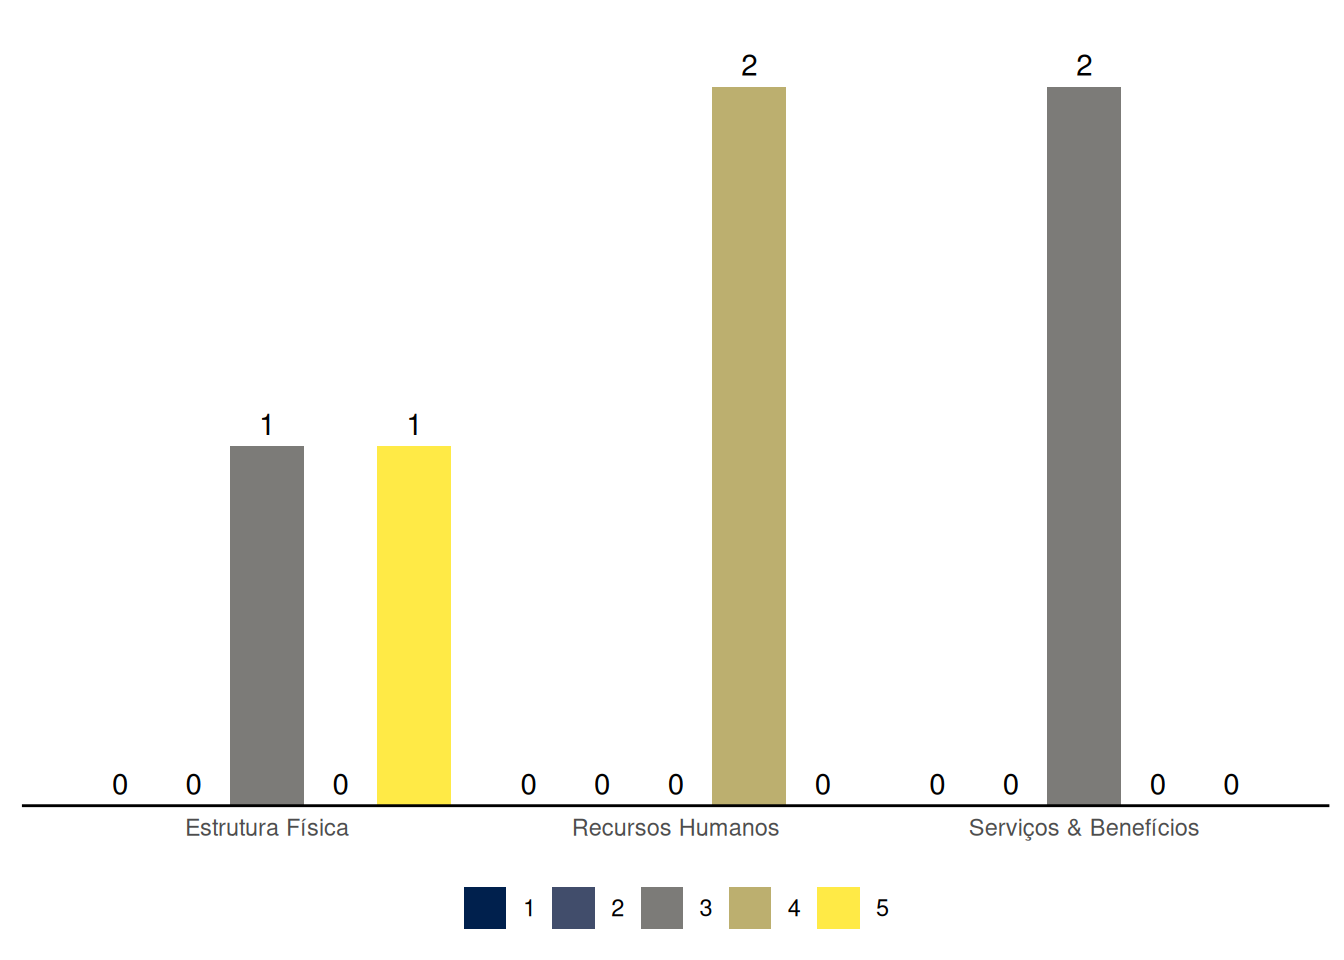 2 2
1 1
0 0 0 0 0 0 0 0 0 0 0
Estrutura Física Recursos Humanos Serviços & Benefícios
1 2 3 4 5